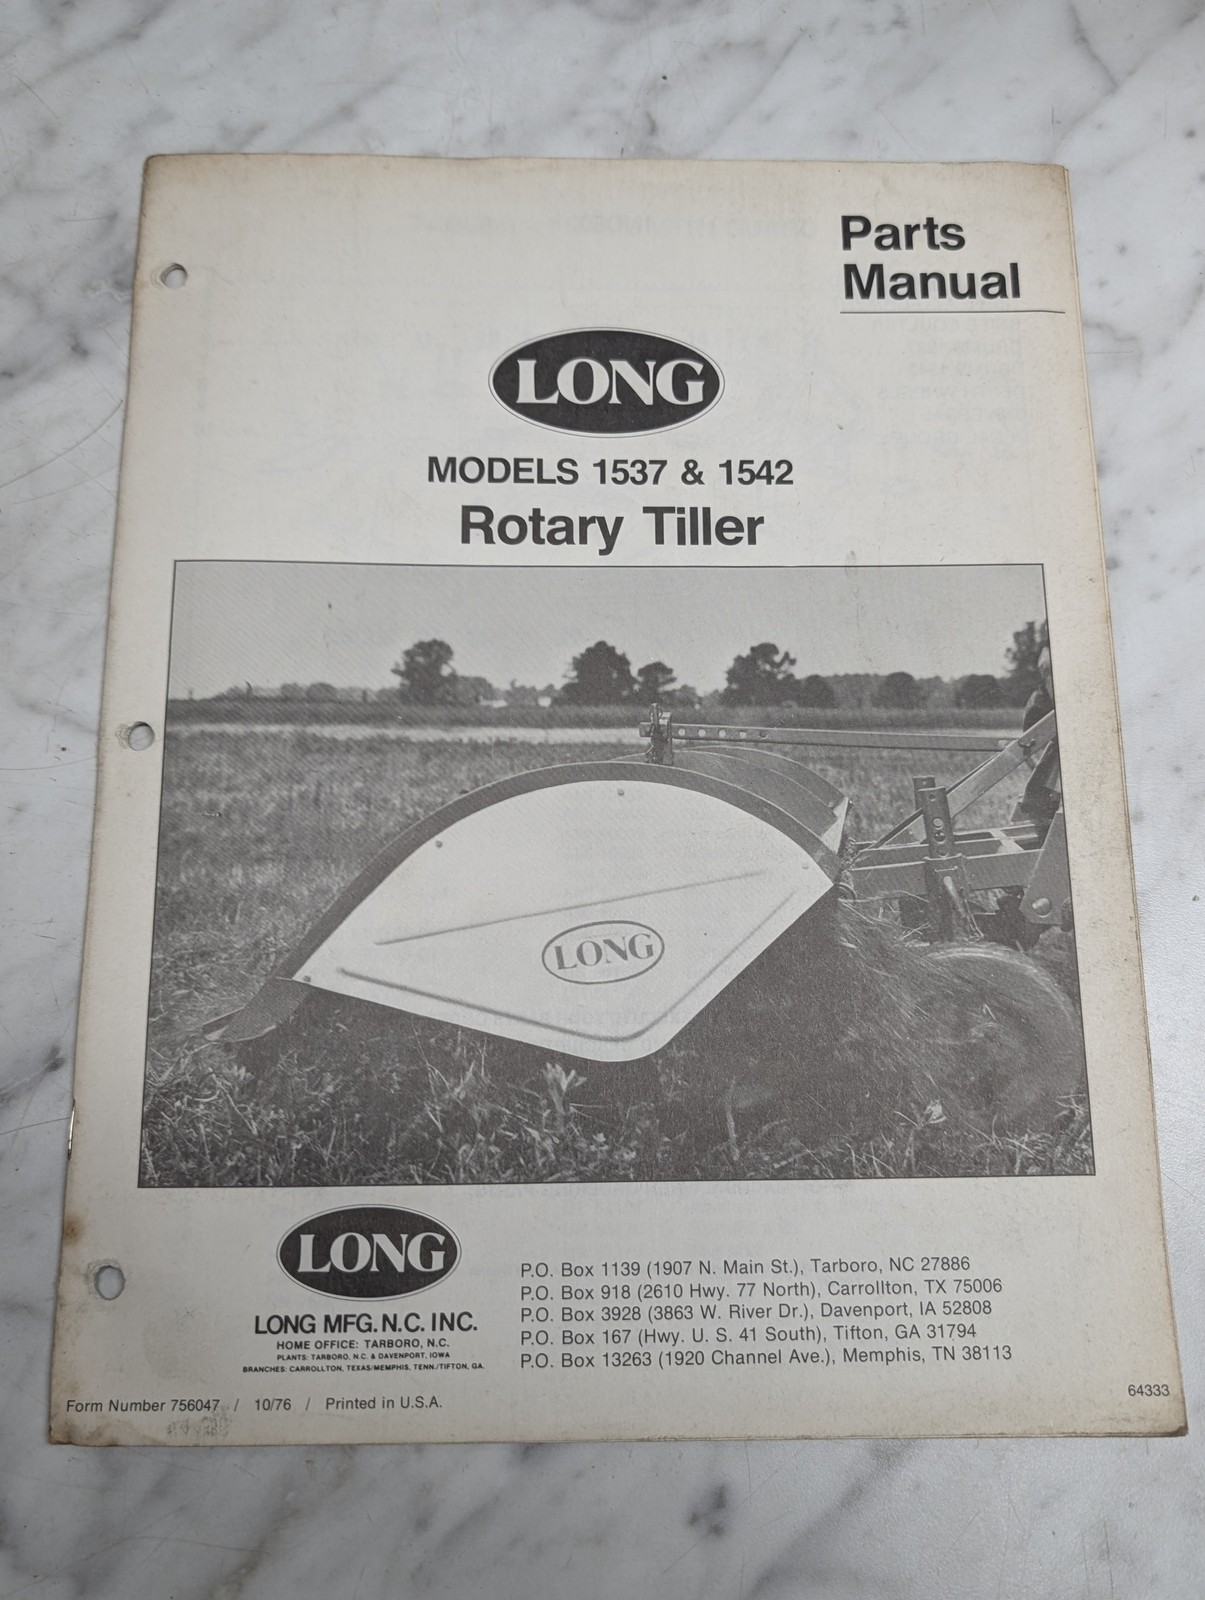 Parts
Manual
LONG
MODELS 1537 & 1542
Rotary Tiller
LONG
LONG
LONG MFG. N.C. INC.
HOME OFFICE: TARBORO, N.C.
PLANTS: TARBORO, N.C. & DAVENPORT, IOWA
BRANCHES: CARROLLTON, TEXAS/MEMPHIS, TENN./TIFTON, GA.
P.O. Box 1139 (1907 N. Main St.), Tarboro, NC 27886
P.O. Box 918 (2610 Hwy. 77 North), Carrollton, TX 75006
P.O. Box 3928 (3863 W. River Dr.), Davenport, IA 52808
P.O. Box 167 (Hwy. U. S. 41 South), Tifton, GA 31794
P.O. Box 13263 (1920 Channel Ave.), Memphis, TN 38113
Form Number 756047 / 10/76 / Printed in U.S.A.
64333